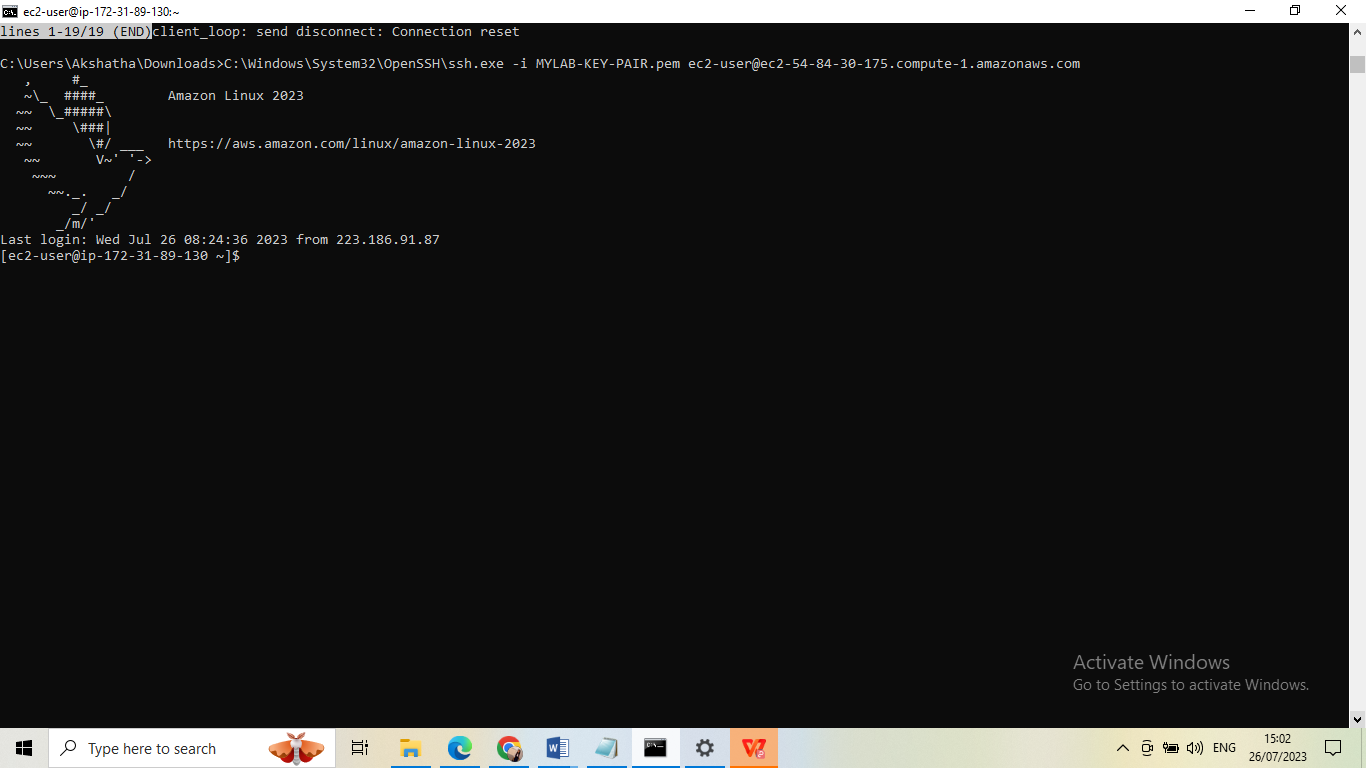 ec2-user@ip-172-31-89-130:~
lines 1-19/19 (END)client_loop: send disconnect: Connection reset
C:\Users\Akshatha\Downloads>C:\Windows\System32\OpenSSH\ssh.exe -i MYLAB-KEY-PAIR.pem ec2-user@ec2-54-84-30-175.compute-1.amazonaws.com
   ,     #_
   ~\_  ####_        Amazon Linux 2023
  ~~  \_#####\
  ~~     \###|
  ~~       \#/ ___   https://aws.amazon.com/linux/amazon-linux-2023
   ~~       V~' '->
    ~~~         /
      ~~._.   _/
         _/ _/
       _/m/'
Last login: Wed Jul 26 08:24:36 2023 from 223.186.91.87
[ec2-user@ip-172-31-89-130 ~]$
Activate Windows
Go to Settings to activate Windows.
Type here to search
ENG
15:02
26/07/2023